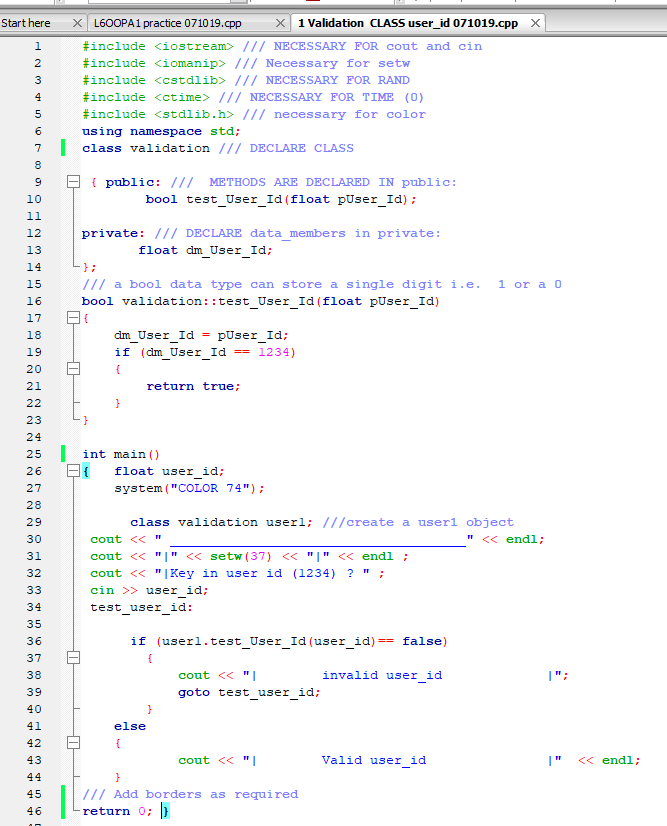 Start here
L6OOPA1 practice 071019.cpp
1 Validation CLASS user_id 071019.cpp
1 #include <iostream> /// NECESSARY FOR cout and cin
2 #include <iomanip> /// Necessary for setw
3 #include <cstdlib> /// NECESSARY FOR RAND
4 #include <ctime> /// NECESSARY FOR TIME (0)
5 #include <stdlib.h> /// necessary for color
6 using namespace std;
7 class validation /// DECLARE CLASS
8
9 { public: ///  METHODS ARE DECLARED IN public:
10 bool test_User_Id(float pUser_Id);
11
12 private: /// DECLARE data_members in private:
13 float dm_User_Id;
14 };
15 /// a bool data type can store a single digit i.e.  1 or a 0
16 bool validation::test_User_Id(float pUser_Id)
17 {
18 dm_User_Id = pUser_Id;
19 if (dm_User_Id == 1234)
20 {
21 return true;
22 }
23 }
24
25 int main()
26 {   float user_id;
27 system("COLOR 74");
28
29 class validation user1; ///create a user1 object
30 cout << " _____________________________________" << endl;
31 cout << "|" << setw(37) << "|" << endl ;
32 cout << "|Key in user id (1234) ? " ;
33 cin >> user_id;
34 test_user_id:
35
36 if (user1.test_User_Id(user_id)== false)
37 {
38 cout << "|        invalid user_id             |";
39 goto test_user_id;
40 }
41 else
42 {
43 cout << "|        Valid user_id               |"  << endl;
44 }
45 /// Add borders as required
46 return 0; }